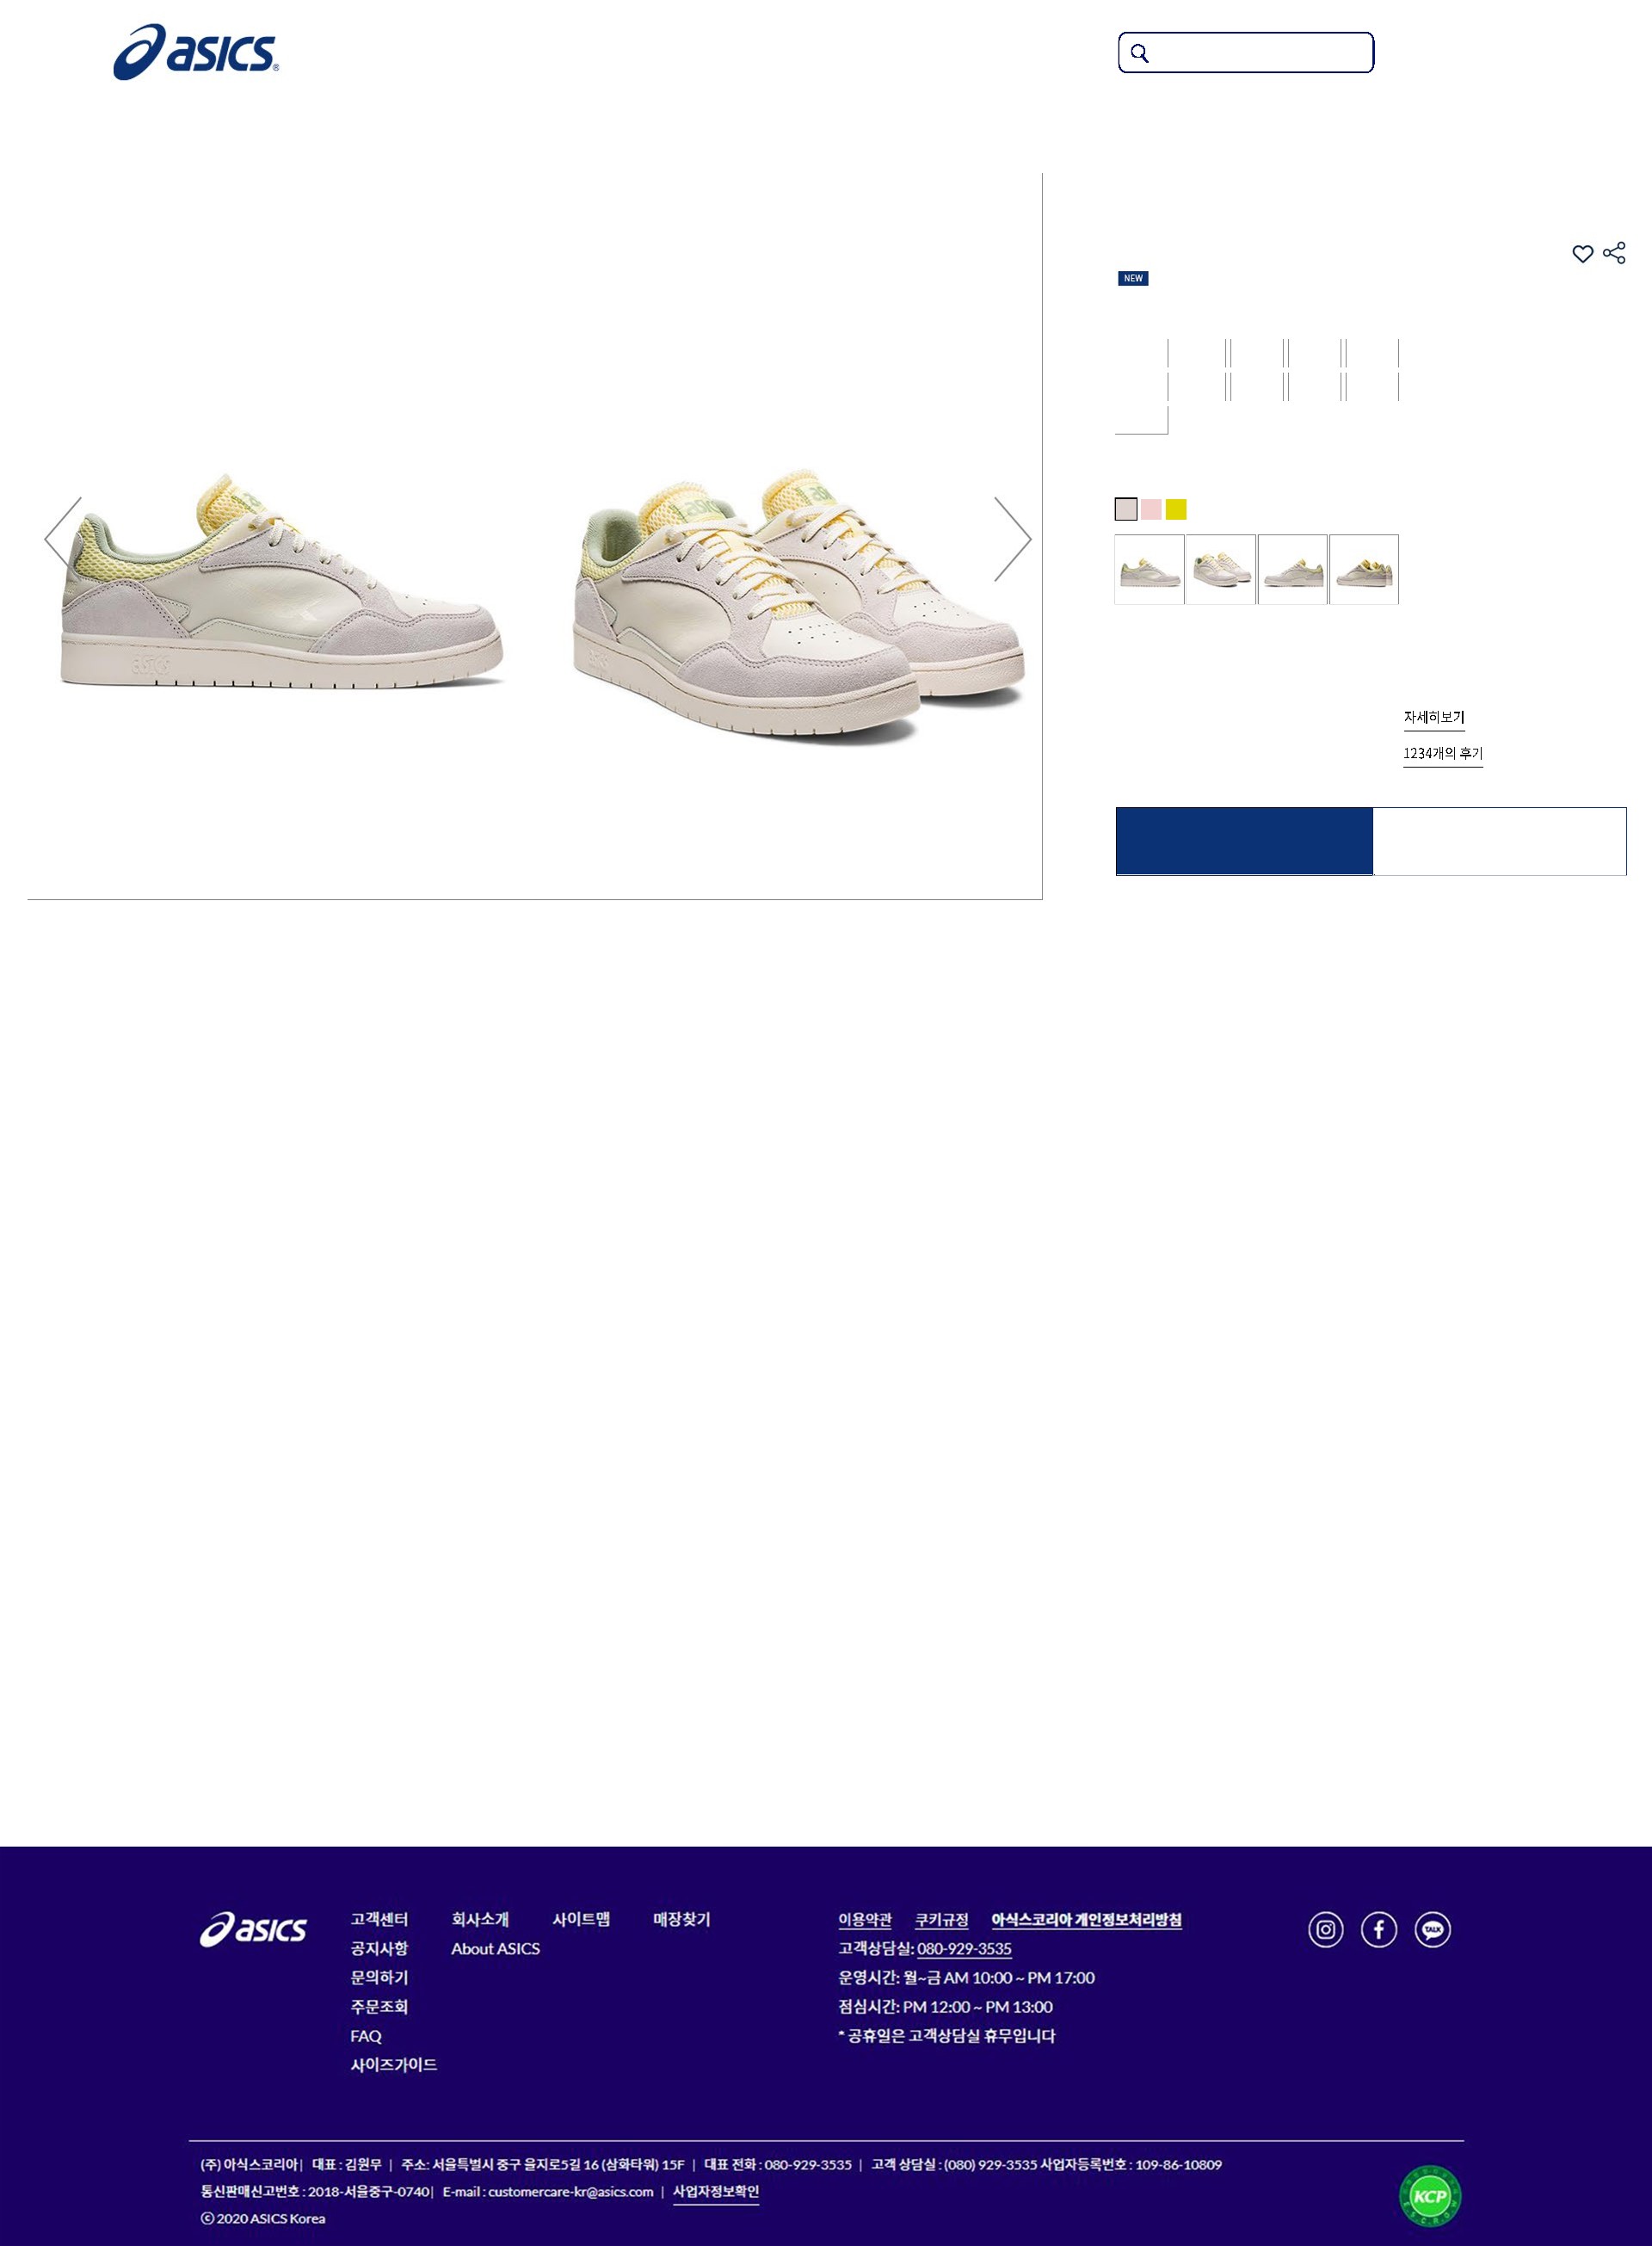 asics
NEW
자세히보기
1234개의 후기
asics
고객센터 회사소개 사이트맵 매장찾기
공지사항 About ASICS
문의하기
주문조회
FAQ
사이즈가이드
이용약관 쿠키규정 아식스코리아 개인정보처리방침
고객상담실: 080-929-3535
운영시간: 월~금 AM 10:00 ~ PM 17:00
점심시간: PM 12:00 ~ PM 13:00
* 공휴일은 고객상담실 휴무입니다
TALK
(주) 아식스코리아 | 대표 : 김원무 | 주소: 서울특별시 중구 을지로5길 16 (삼화타워) 15F | 대표 전화 : 080-929-3535 | 고객 상담실 : (080) 929-3535 사업자등록번호 : 109-86-10809
통신판매신고번호 : 2018-서울중구-0740 | E-mail : customercare-kr@asics.com | 사업자정보확인
ⓒ 2020 ASICS Korea
KCP
ESCROW